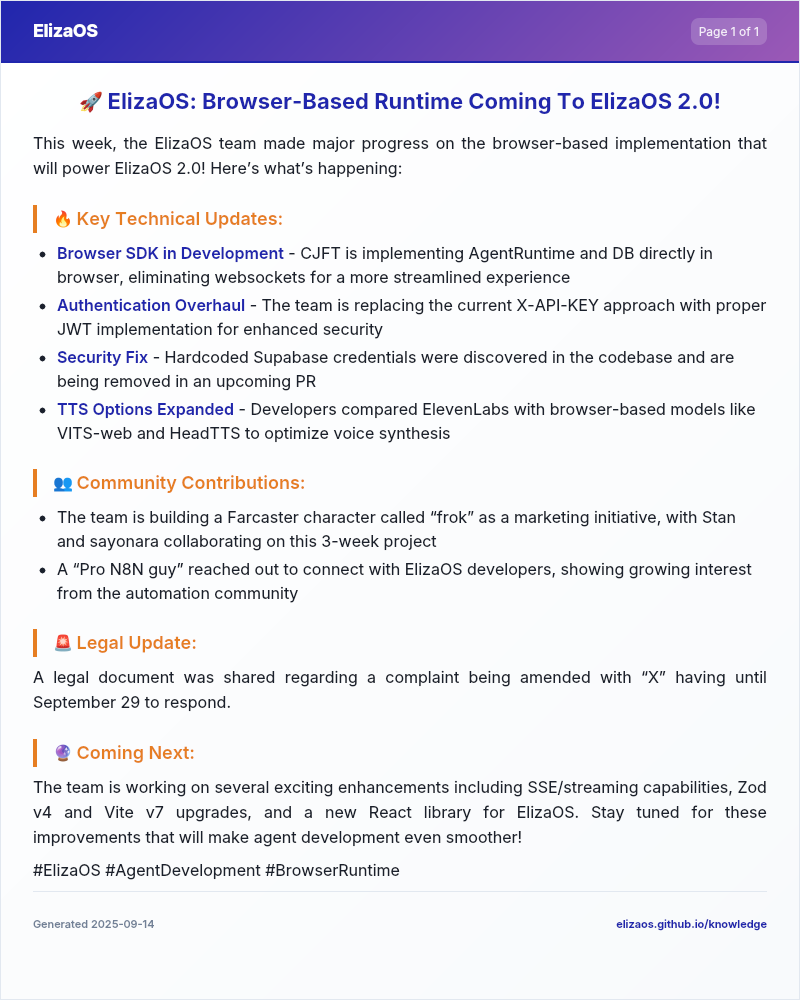 ElizaOS
Page 1 of 1
🚀 ElizaOS: Browser-Based Runtime Coming To ElizaOS 2.0!
This week, the ElizaOS team made major progress on the browser-based implementation that
will power ElizaOS 2.0! Here’s what’s happening:
🔥 Key Technical Updates:
• Browser SDK in Development - CJFT is implementing AgentRuntime and DB directly in
browser, eliminating websockets for a more streamlined experience
• Authentication Overhaul - The team is replacing the current X-API-KEY approach with proper
JWT implementation for enhanced security
• Security Fix - Hardcoded Supabase credentials were discovered in the codebase and are
being removed in an upcoming PR
• TTS Options Expanded - Developers compared ElevenLabs with browser-based models like
VITS-web and HeadTTS to optimize voice synthesis
👥 Community Contributions:
• The team is building a Farcaster character called “frok” as a marketing initiative, with Stan
and sayonara collaborating on this 3-week project
• A “Pro N8N guy” reached out to connect with ElizaOS developers, showing growing interest
from the automation community
🚨 Legal Update:
A legal document was shared regarding a complaint being amended with “X” having until
September 29 to respond.
🔮 Coming Next:
The team is working on several exciting enhancements including SSE/streaming capabilities, Zod
v4 and Vite v7 upgrades, and a new React library for ElizaOS. Stay tuned for these
improvements that will make agent development even smoother!
#ElizaOS #AgentDevelopment #BrowserRuntime
Generated 2025-09-14
elizaos.github.io/knowledge